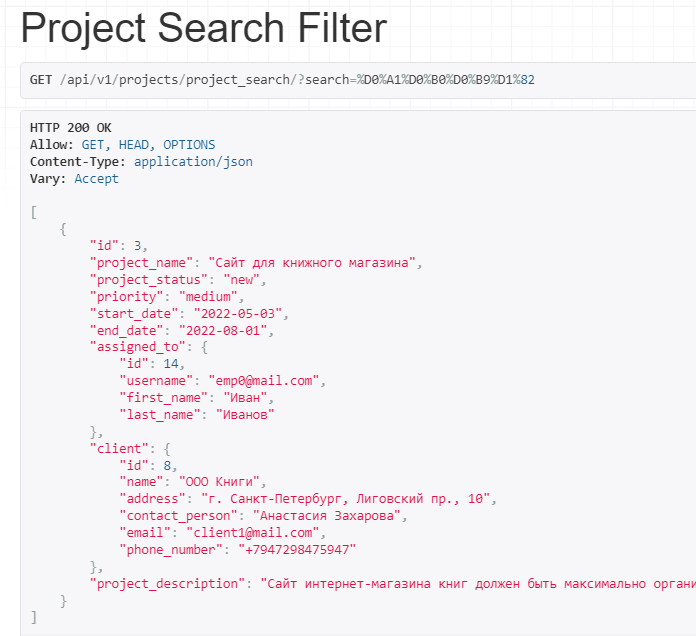 Project Search Filter
GET /api/v1/projects/project_search/?search=%D0%A1%D0%B0%D0%B9%D1%82
HTTP 200 OK
Allow: GET, HEAD, OPTIONS
Content-Type: application/json
Vary: Accept
[
    {
        "id": 3,
        "project_name": "Сайт для книжного магазина",
        "project_status": "new",
        "priority": "medium",
        "start_date": "2022-05-03",
        "end_date": "2022-08-01",
        "assigned_to": {
            "id": 14,
            "username": "emp0@mail.com",
            "first_name": "Иван",
            "last_name": "Иванов"
        },
        "client": {
            "id": 8,
            "name": "ООО Книги",
            "address": "г. Санкт-Петербург, Лиговский пр., 10",
            "contact_person": "Анастасия Захарова",
            "email": "client1@mail.com",
            "phone_number": "+7947298475947"
        },
        "project_description": "Сайт интернет-магазина книг должен быть максимально органи
    }
]